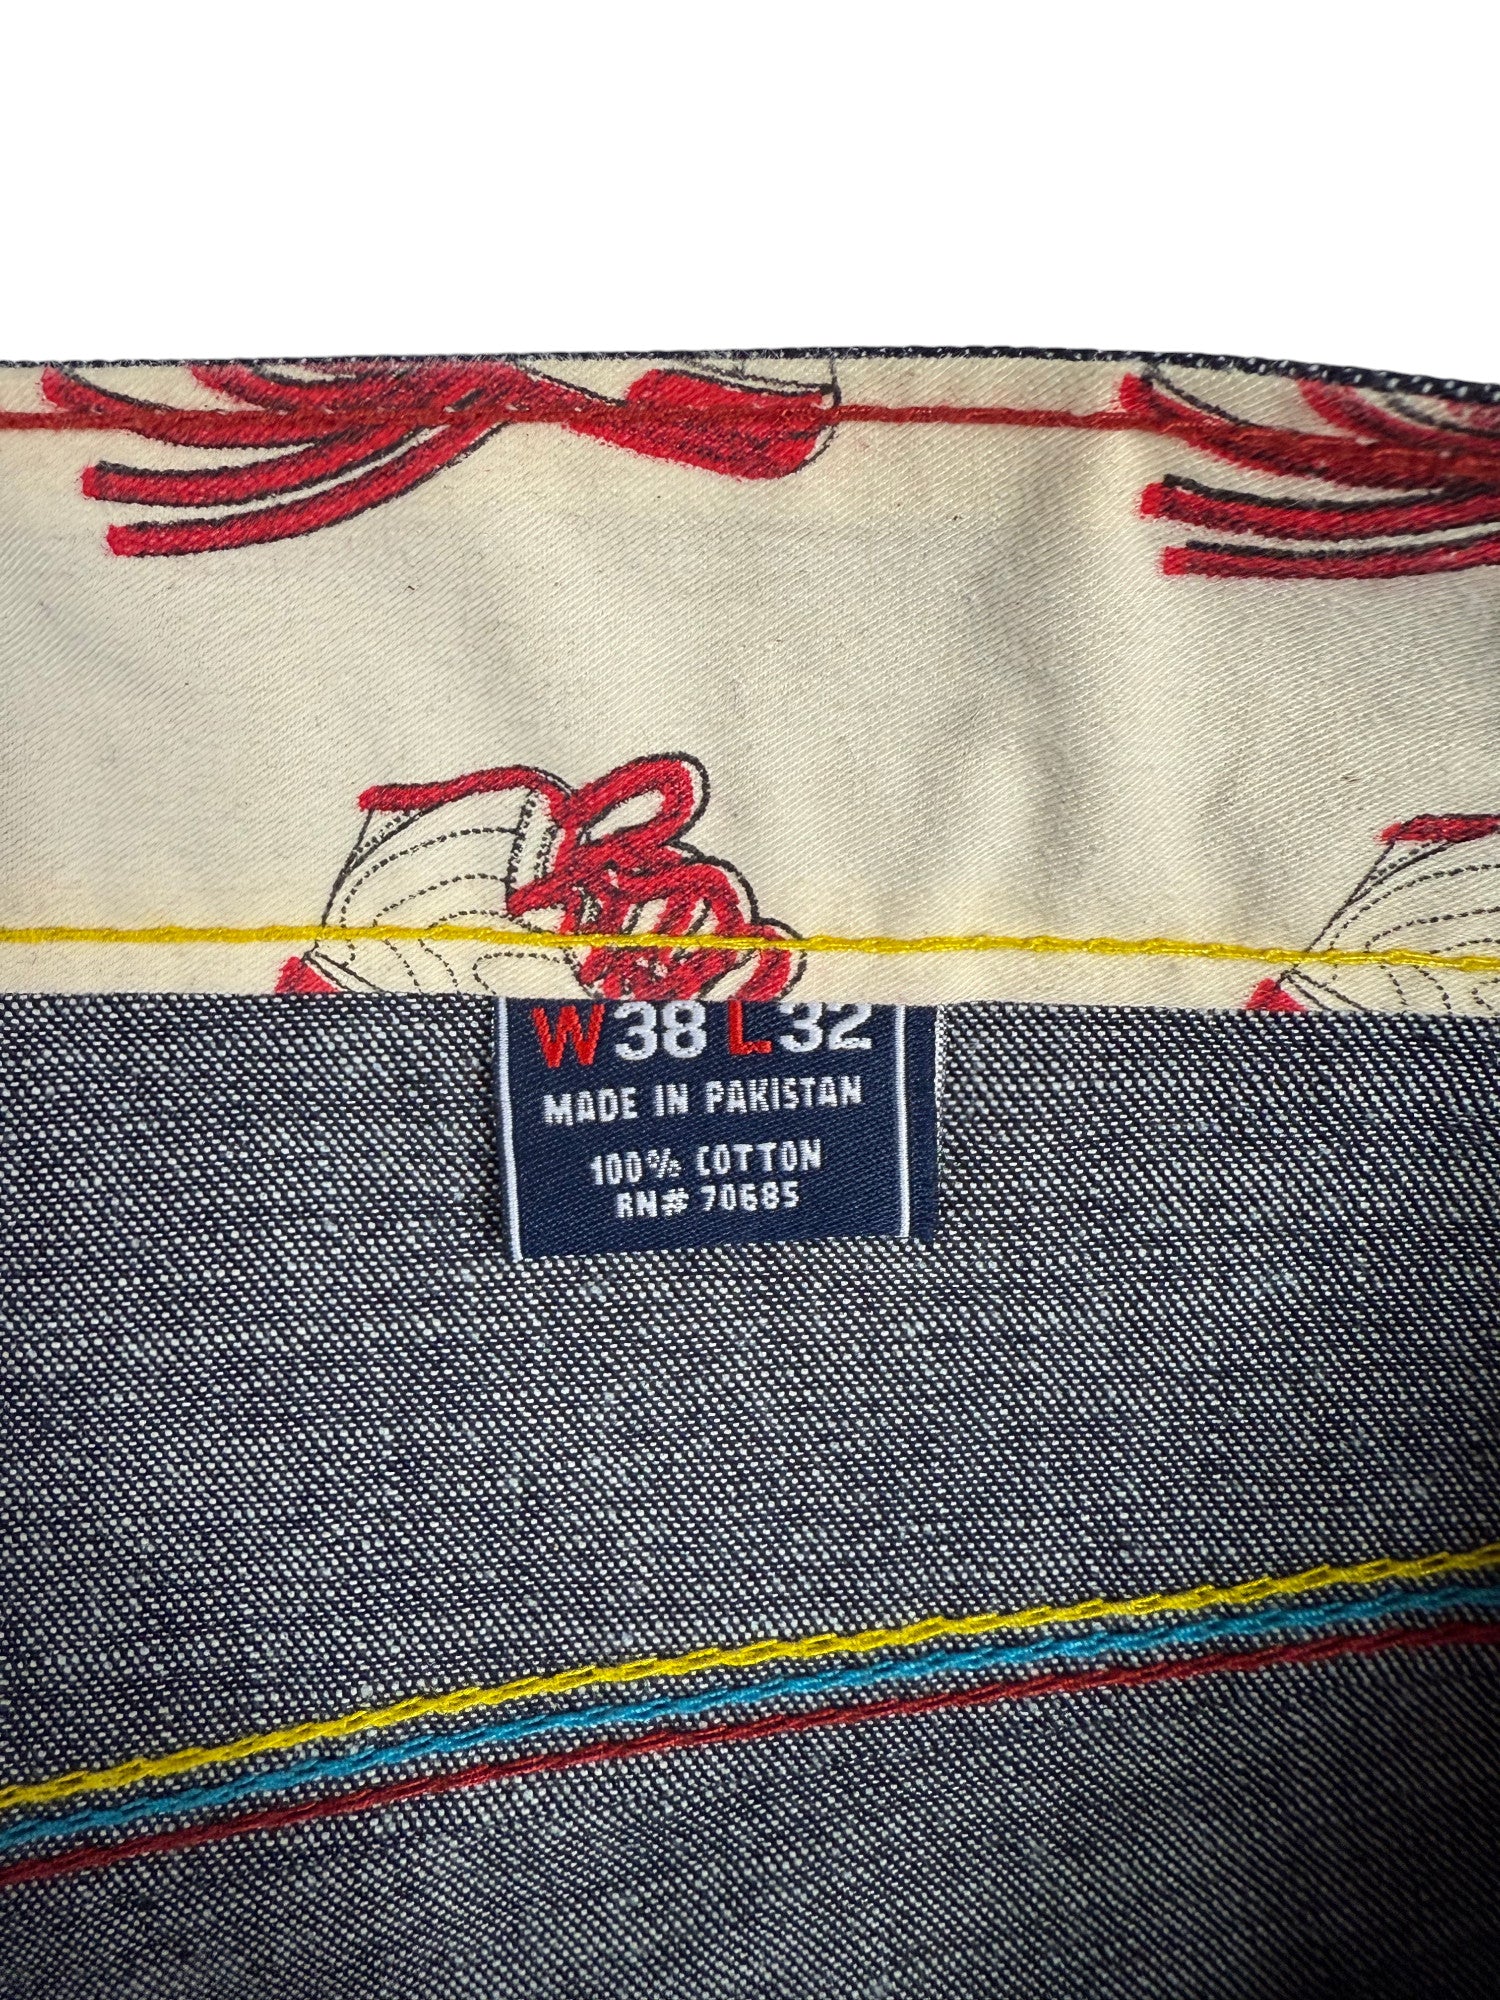 W38 L32
MADE IN PAKISTAN
100% COTTON
RN# 70685